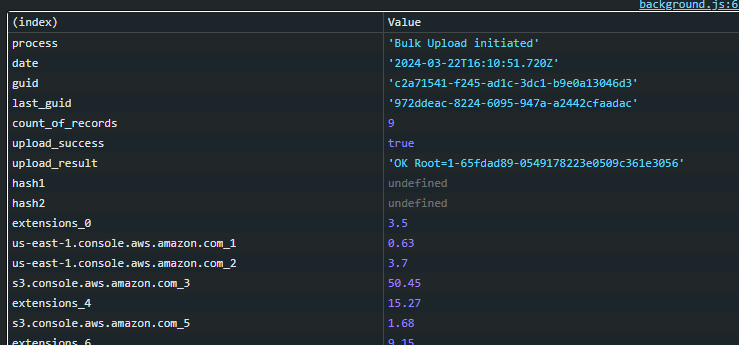 background.js:6
(index) Value
process 'Bulk Upload initiated'
date '2024-03-22T16:10:51.720Z'
guid 'c2a71541-f245-ad1c-3dc1-b9e0a13046d3'
last_guid '972ddeac-8224-6095-947a-a2442cfaadac'
count_of_records 9
upload_success true
upload_result 'OK Root=1-65fdad89-0549178223e0509c361e3056'
hash1 undefined
hash2 undefined
extensions_0 3.5
us-east-1.console.aws.amazon.com_1 0.63
us-east-1.console.aws.amazon.com_2 3.7
s3.console.aws.amazon.com_3 50.45
extensions_4 15.27
s3.console.aws.amazon.com_5 1.68
extensions_6 9.15